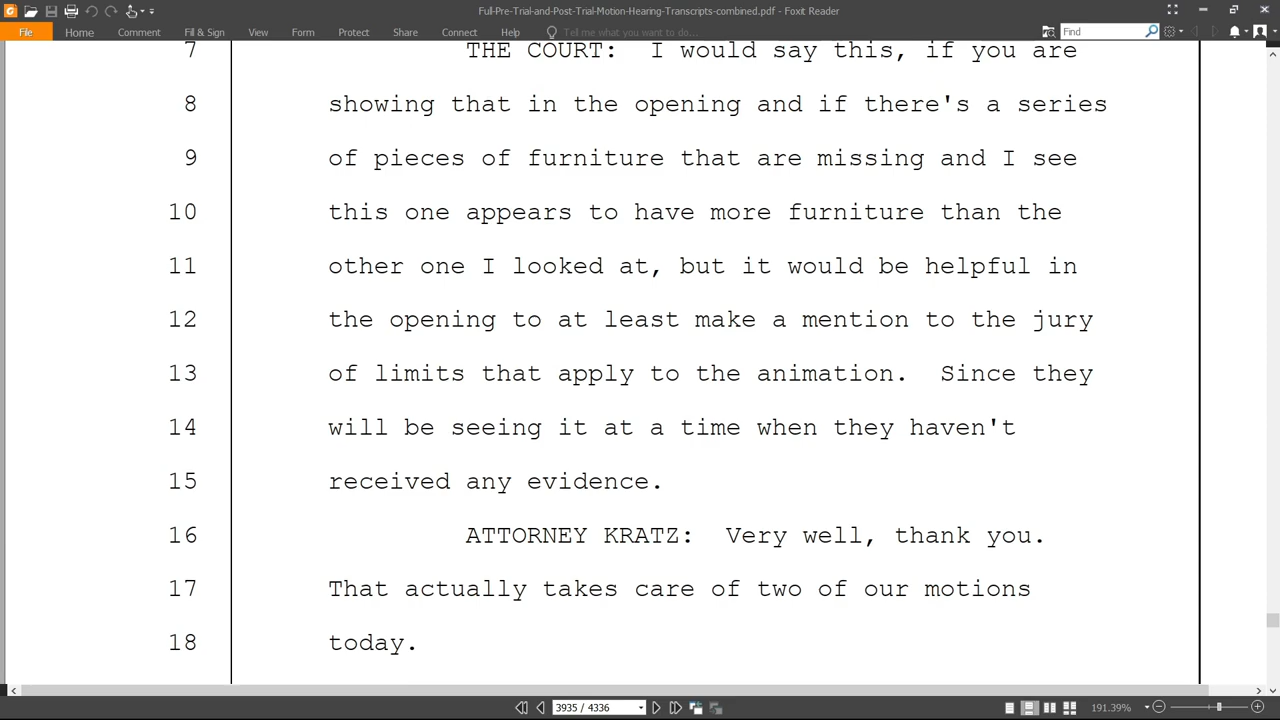 Full-Pre-Trial-and-Post-Trial-Motion-Hearing-Transcripts-combined.pdf - Foxit Reader
File Home Comment Fill & Sign View Form Protect Share Connect Help Tell me what you want to do... Find
7 THE COURT: I would say this, if you are
8 showing that in the opening and if there's a series
9 of pieces of furniture that are missing and I see
10 this one appears to have more furniture than the
11 other one I looked at, but it would be helpful in
12 the opening to at least make a mention to the jury
13 of limits that apply to the animation. Since they
14 will be seeing it at a time when they haven't
15 received any evidence.
16 ATTORNEY KRATZ: Very well, thank you.
17 That actually takes care of two of our motions
18 today.
3935 / 4336 191.39%